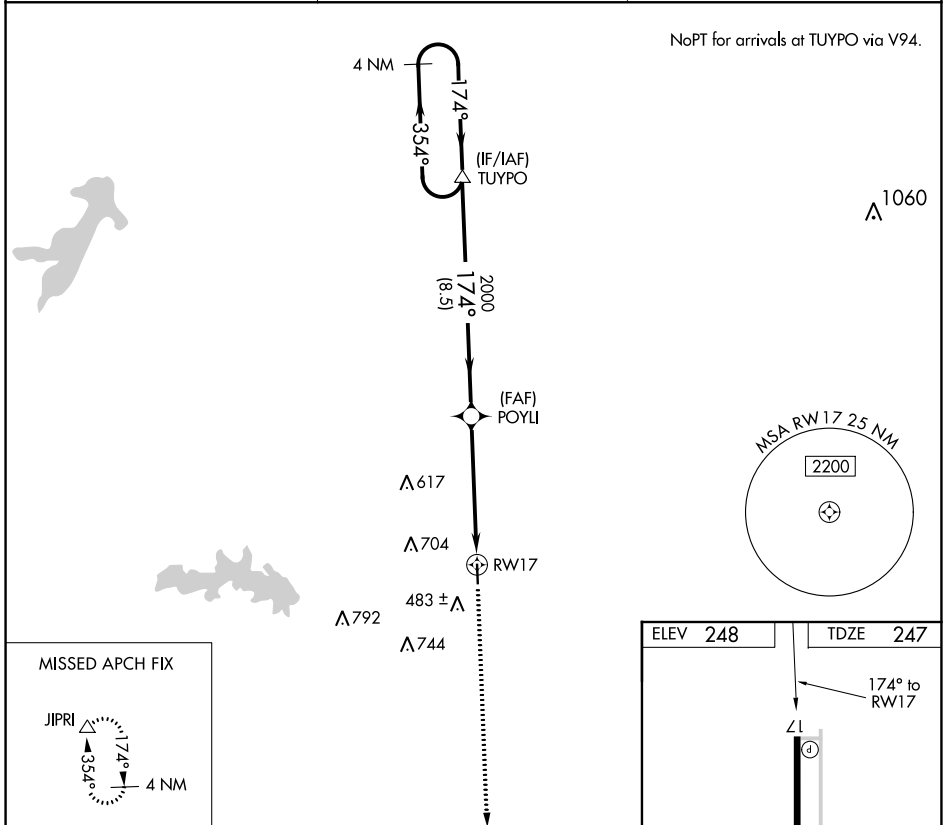 NoPT for arrivals at TUYPO via V94.
4 NM
174°
354°
(IF/IAF)
TUYPO
1060
2000
174°
(8.5)
(FAF)
POYLI
MSA RW17 25 NM
2200
617
704
RW17
483 ±
792
744
MISSED APCH FIX
JIPRI
174°
354°
4 NM
ELEV 248
TDZE 247
174° to
RW17
17
P